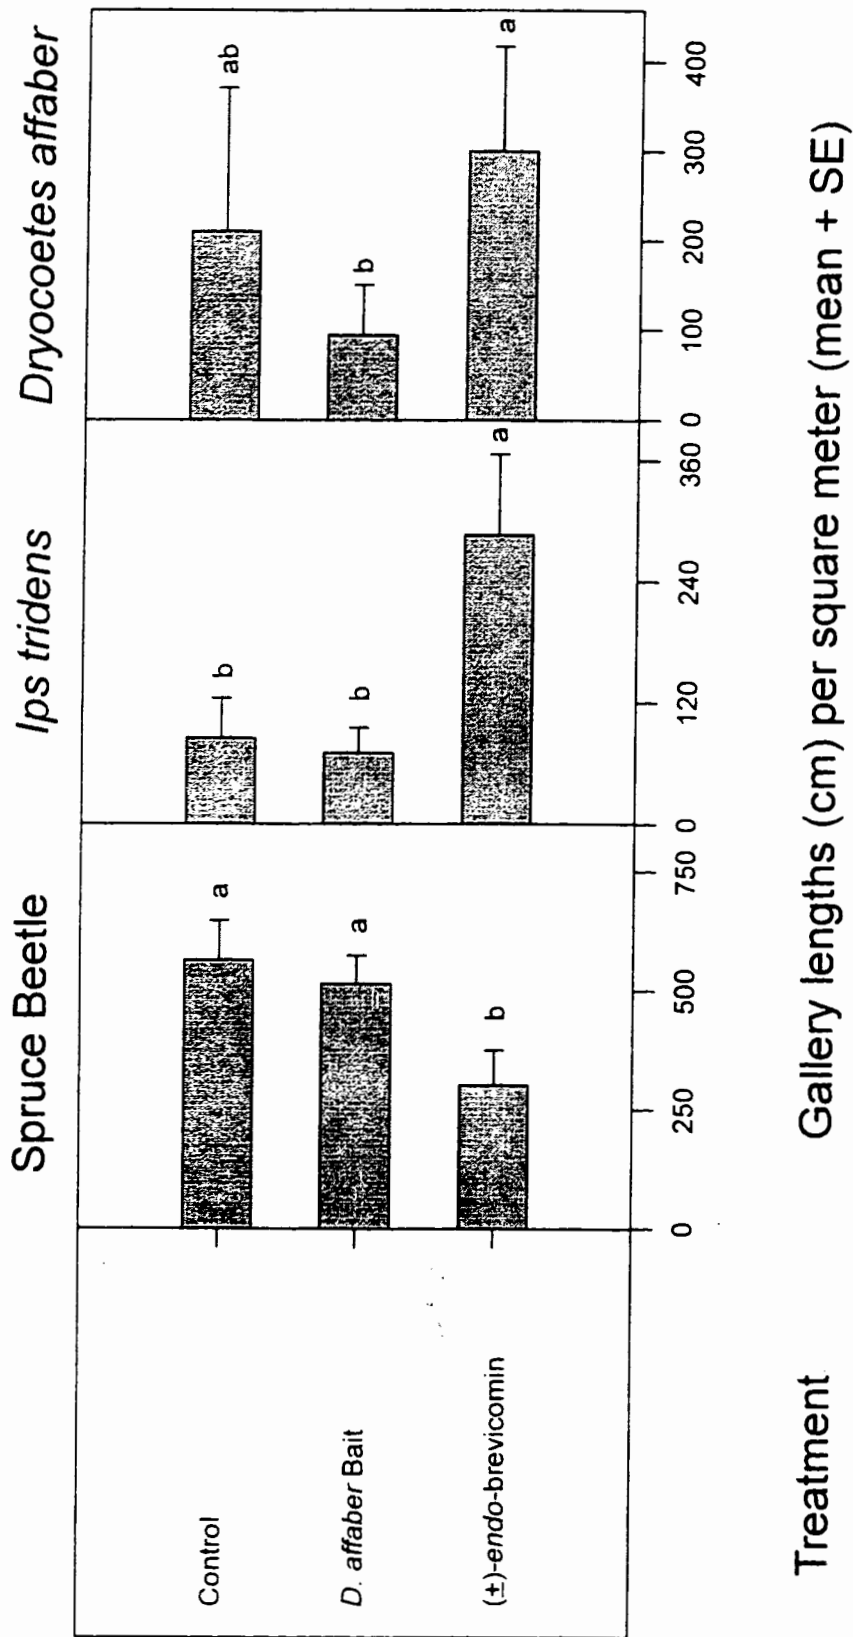 Spruce Beetle Ips tridens Dryocoetes affaber
Control a b ab
D. affaber Bait a b b
(±)-endo-brevicomin b a a
0 250 500 750 0 120 240 360 0 100 200 300 400
Treatment Gallery lengths (cm) per square meter (mean + SE)